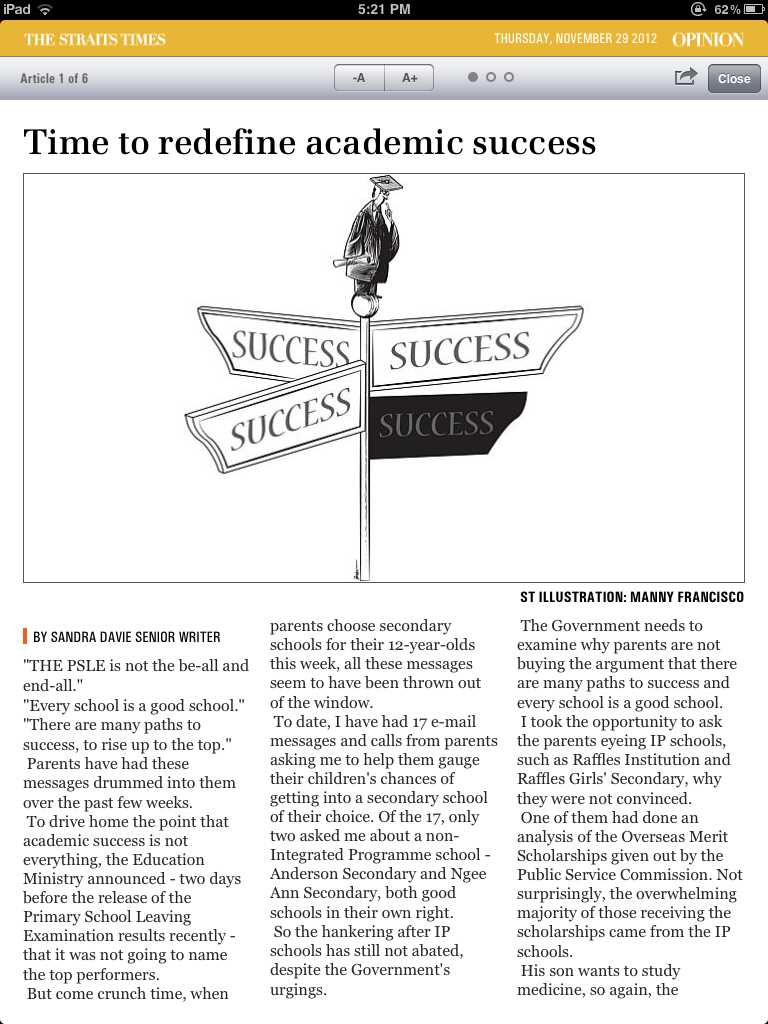 iPad
5:21 PM
62%
THE STRAITS TIMES
THURSDAY, NOVEMBER 29 2012 OPINION
Article 1 of 6
-A
A+
Close
Time to redefine academic success
SUCCESS
SUCCESS
SUCCESS
SUCCESS
ST ILLUSTRATION: MANNY FRANCISCO
BY SANDRA DAVIE SENIOR WRITER
"THE PSLE is not the be-all and
end-all."
"Every school is a good school."
"There are many paths to
success, to rise up to the top."
Parents have had these
messages drummed into them
over the past few weeks.
To drive home the point that
academic success is not
everything, the Education
Ministry announced - two days
before the release of the
Primary School Leaving
Examination results recently -
that it was not going to name
the top performers.
But come crunch time, when
parents choose secondary
schools for their 12-year-olds
this week, all these messages
seem to have been thrown out
of the window.
To date, I have had 17 e-mail
messages and calls from parents
asking me to help them gauge
their children's chances of
getting into a secondary school
of their choice. Of the 17, only
two asked me about a non-
Integrated Programme school -
Anderson Secondary and Ngee
Ann Secondary, both good
schools in their own right.
So the hankering after IP
schools has still not abated,
despite the Government's
urgings.
The Government needs to
examine why parents are not
buying the argument that there
are many paths to success and
every school is a good school.
I took the opportunity to ask
the parents eyeing IP schools,
such as Raffles Institution and
Raffles Girls' Secondary, why
they were not convinced.
One of them had done an
analysis of the Overseas Merit
Scholarships given out by the
Public Service Commission. Not
surprisingly, the overwhelming
majority of those receiving the
scholarships came from the IP
schools.
His son wants to study
medicine, so again, the